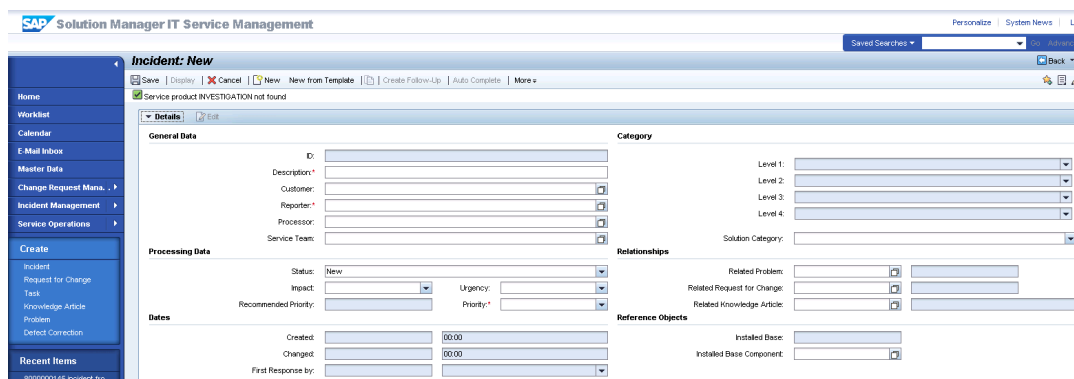 SAP Solution Manager IT Service Management
Personalize | System News |
Saved Searches Go Advanc
Incident: New
Back
Save | Display | Cancel | New New from Template | Create Follow-Up | Auto Complete | More
Service product INVESTIGATION not found
Home
Worklist
Calendar
E-Mail Inbox
Master Data
Change Request Mana. .
Incident Management
Service Operations
Create
Incident
Request for Change
Task
Knowledge Article
Problem
Defect Correction
Recent Items
Details Edit
General Data
ID:
Description:*
Customer:
Reporter:*
Processor:
Service Team:
Category
Level 1:
Level 2:
Level 3:
Level 4:
Solution Category:
Processing Data
Status: New
Impact: Urgency:
Recommended Priority: Priority:*
Relationships
Related Problem:
Related Request for Change:
Related Knowledge Article:
Dates
Created: 00:00
Changed: 00:00
First Response by:
Reference Objects
Installed Base:
Installed Base Component: